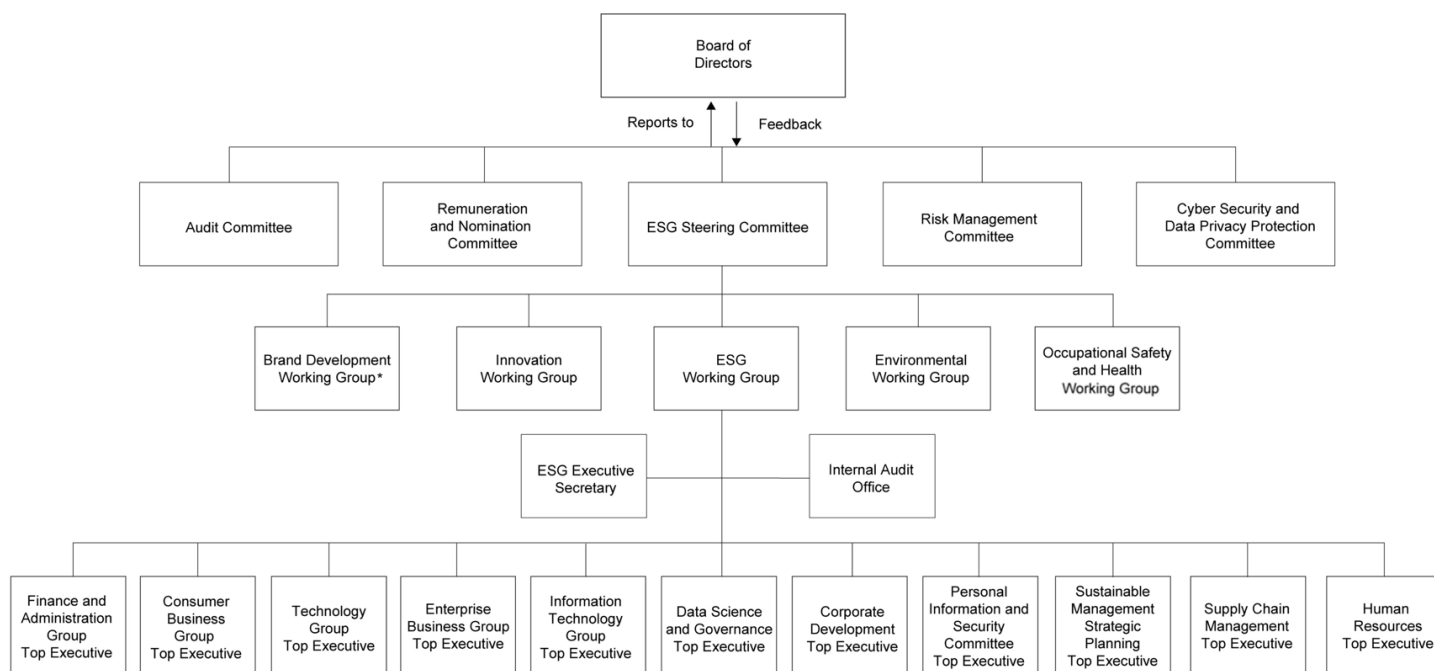 Board of
Directors
Reports to
Feedback
Audit Committee
Remuneration
and Nomination
Committee
ESG Steering Committee
Risk Management
Committee
Cyber Security and
Data Privacy Protection
Committee
Brand Development
Working Group*
Innovation
Working Group
ESG
Working Group
Environmental
Working Group
Occupational Safety
and Health
Working Group
ESG Executive
Secretary
Internal Audit
Office
Finance and
Administration
Group
Top Executive
Consumer
Business
Group
Top Executive
Technology
Group
Top Executive
Enterprise
Business Group
Top Executive
Information
Technology
Group
Top Executive
Data Science
and Governance
Top Executive
Corporate
Development
Top Executive
Personal
Information and
Security
Committee
Top Executive
Sustainable
Management
Strategic
Planning
Top Executive
Supply Chain
Management
Top Executive
Human
Resources
Top Executive